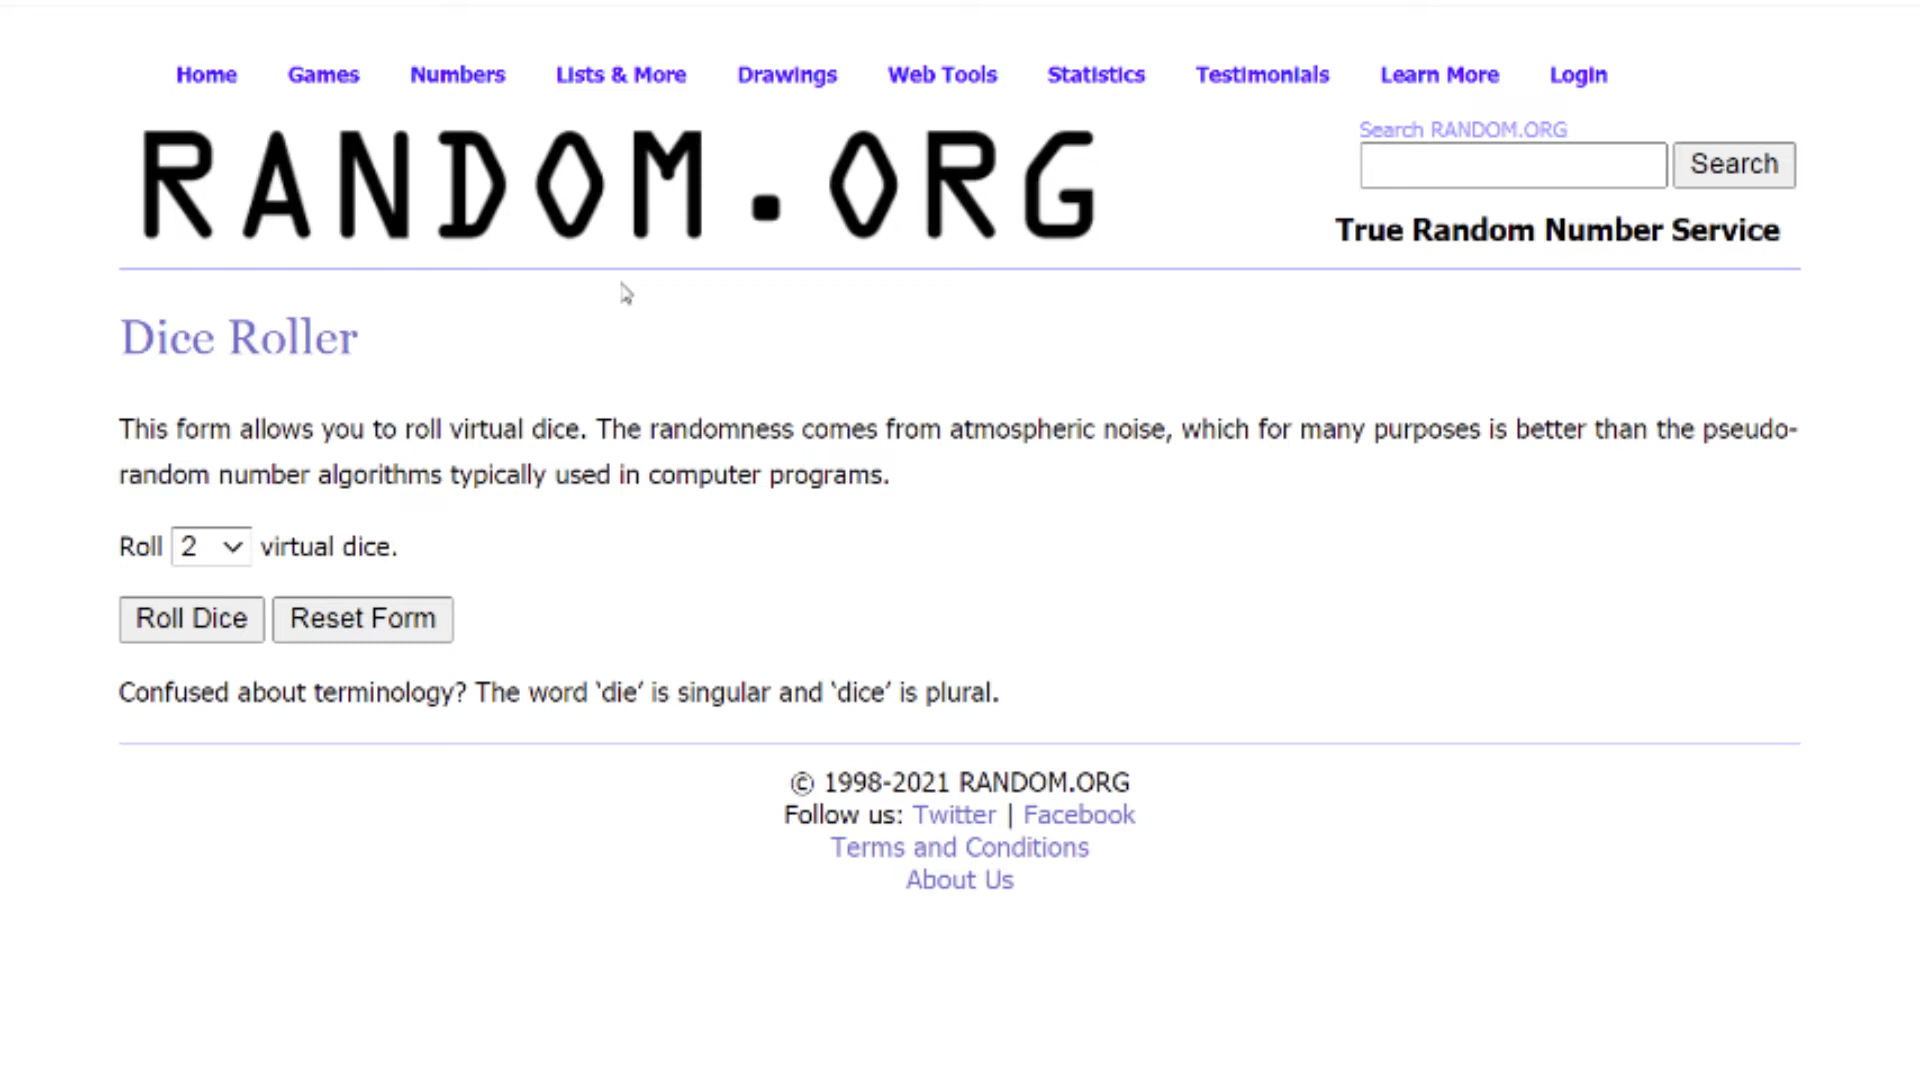 Home Games Numbers Lists & More Drawings Web Tools Statistics Testimonials Learn More Login
RANDOM.ORG
Search RANDOM.ORG
Search
True Random Number Service
Dice Roller
This form allows you to roll virtual dice. The randomness comes from atmospheric noise, which for many purposes is better than the pseudo-
random number algorithms typically used in computer programs.
Roll 2 virtual dice.
Roll Dice Reset Form
Confused about terminology? The word ‘die’ is singular and ‘dice’ is plural.
© 1998-2021 RANDOM.ORG
Follow us: Twitter | Facebook
Terms and Conditions
About Us